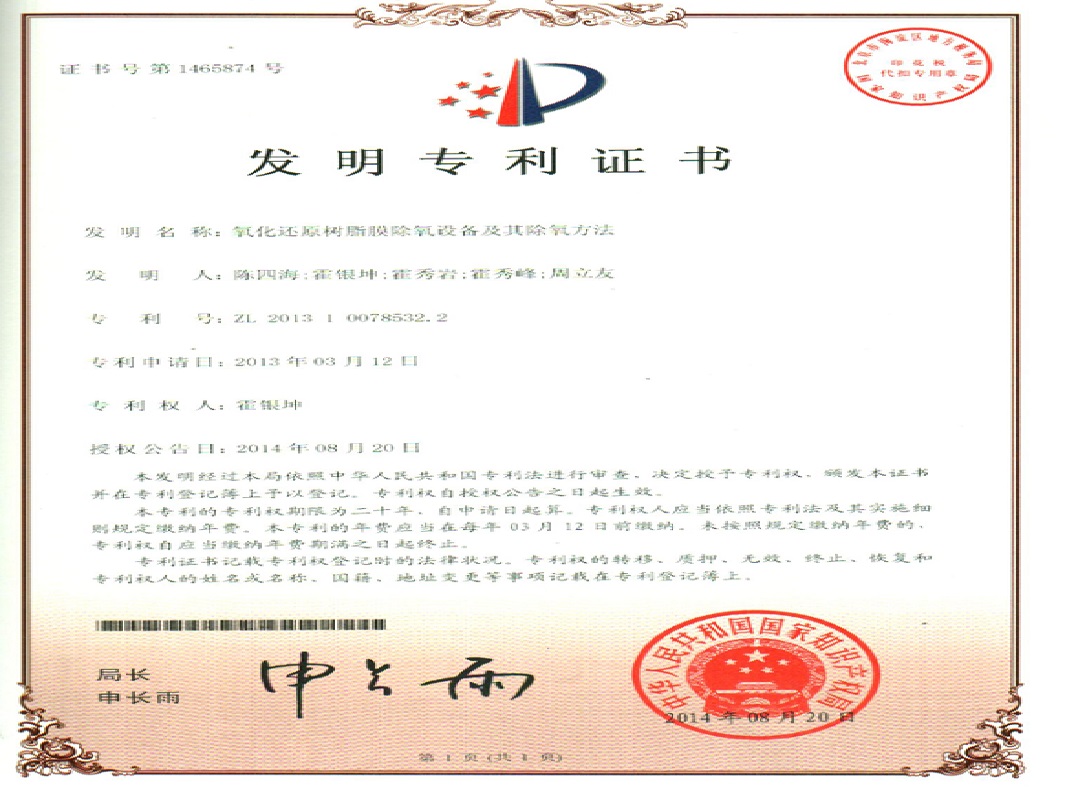 证书号第1465874号
印花税
代扣专用章
发明专利证书
发 明 名 称：氧化还原树脂膜除氧设备及其除氧方法
发 明 人：陈四海；霍银坤；霍秀岩；霍秀峰；周立友
专 利 号：ZL 2013 1 0078532.2
专利申请日：2013年03月12日
专 利 权 人：霍银坤
授权公告日：2014年08月20日
本发明经过本局依照中华人民共和国专利法进行审查，决定授予专利权，颁发本证书
并在专利登记簿上予以登记。专利权自授权公告之日起生效。
本专利的专利权期限为二十年，自申请日起算。专利权人应当依照专利法及其实施细
则规定缴纳年费。本专利的年费应当在每年03月12日前缴纳。未按照规定缴纳年费的，
专利权自应当缴纳年费期满之日起终止。
专利证书记载专利权登记时的法律状况。专利权的转移、质押、无效、终止、恢复和
专利权人的姓名或名称、国籍、地址变更等事项记载在专利登记簿上。
局长
申长雨
申长雨
中华人民共和国国家知识产权局
2014年08月20日
第1页(共1页)